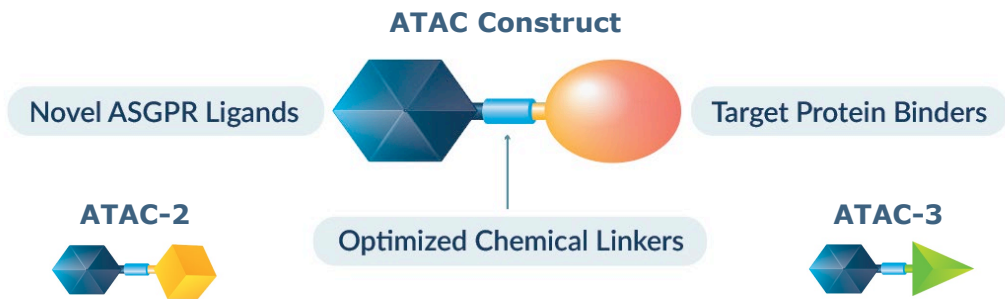 ATAC Construct
Novel ASGPR Ligands
Target Protein Binders
ATAC-2
ATAC-3
Optimized Chemical Linkers